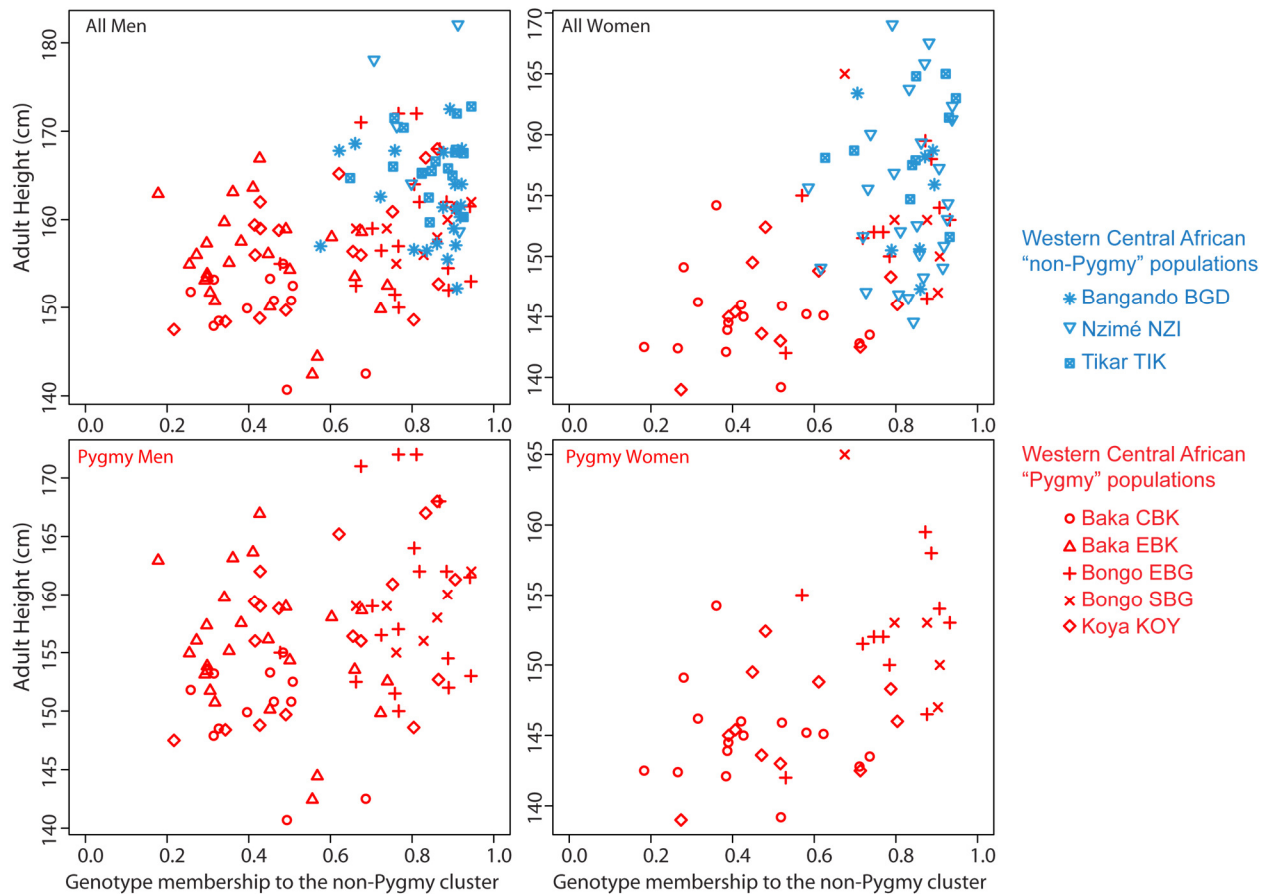 All Men
All Women
Adult Height (cm)
180
170
160
150
140
170
165
160
155
150
145
140
0.0 0.2 0.4 0.6 0.8 1.0
0.0 0.2 0.4 0.6 0.8 1.0
Western Central African
“non-Pygmy” populations
Bangando BGD
Nzimé NZI
Tikar TIK
Pygmy Men
Pygmy Women
Adult Height (cm)
170
165
160
155
150
145
140
165
160
155
150
145
140
0.0 0.2 0.4 0.6 0.8 1.0
0.0 0.2 0.4 0.6 0.8 1.0
Genotype membership to the non-Pygmy cluster
Genotype membership to the non-Pygmy cluster
Western Central African
“Pygmy” populations
Baka CBK
Baka EBK
Bongo EBG
Bongo SBG
Koya KOY